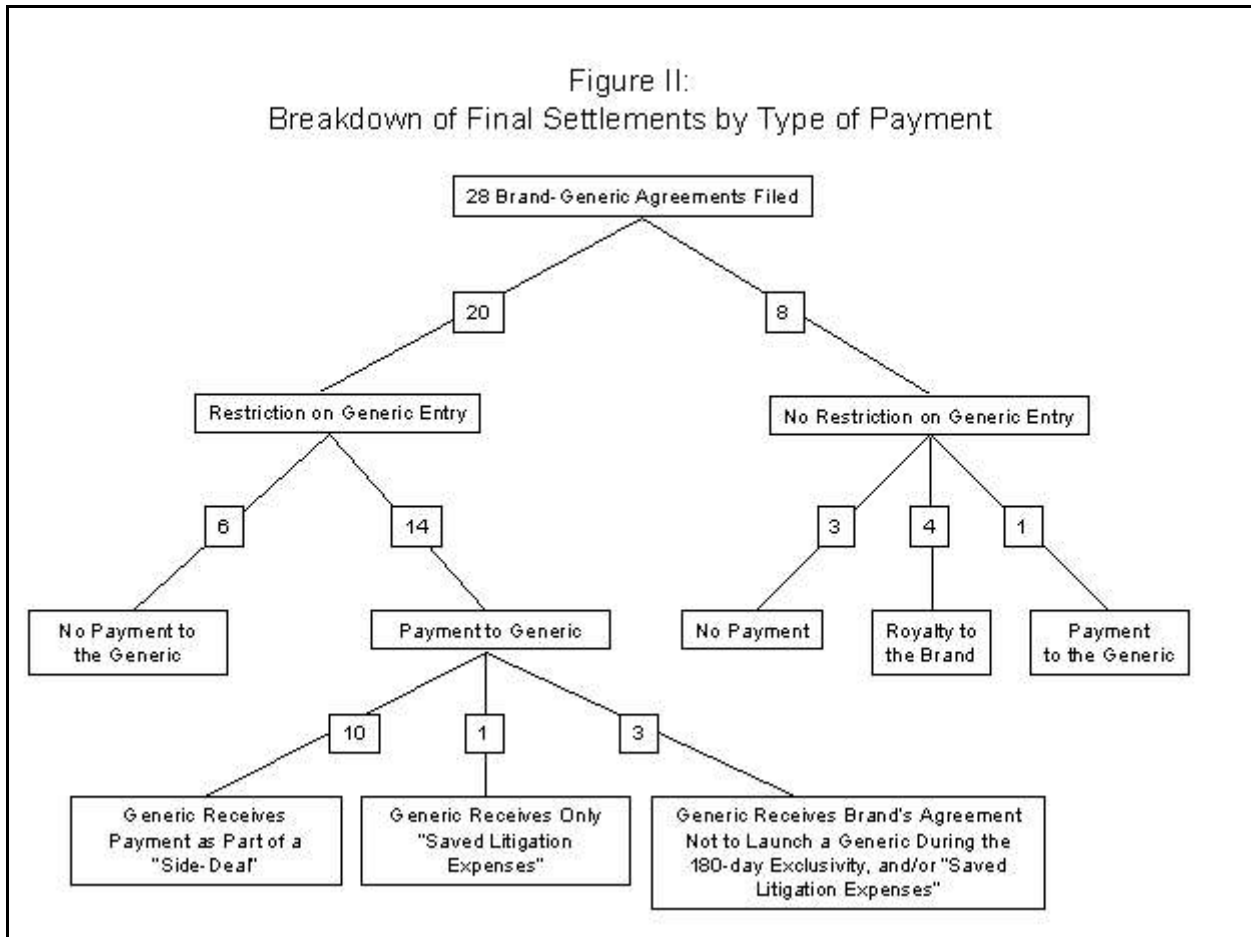 Figure II:
Breakdown of Final Settlements by Type of Payment
28 Brand-Generic Agreements Filed
20
8
Restriction on Generic Entry
No Restriction on Generic Entry
6
14
3
4
1
No Payment to
the Generic
Payment to Generic
No Payment
Royalty to
the Brand
Payment
to the Generic
10
1
3
Generic Receives
Payment as Part of a
"Side-Deal"
Generic Receives Only
"Saved Litigation
Expenses"
Generic Receives Brand's Agreement
Not to Launch a Generic During the
180-day Exclusivity, and/or "Saved
Litigation Expenses"